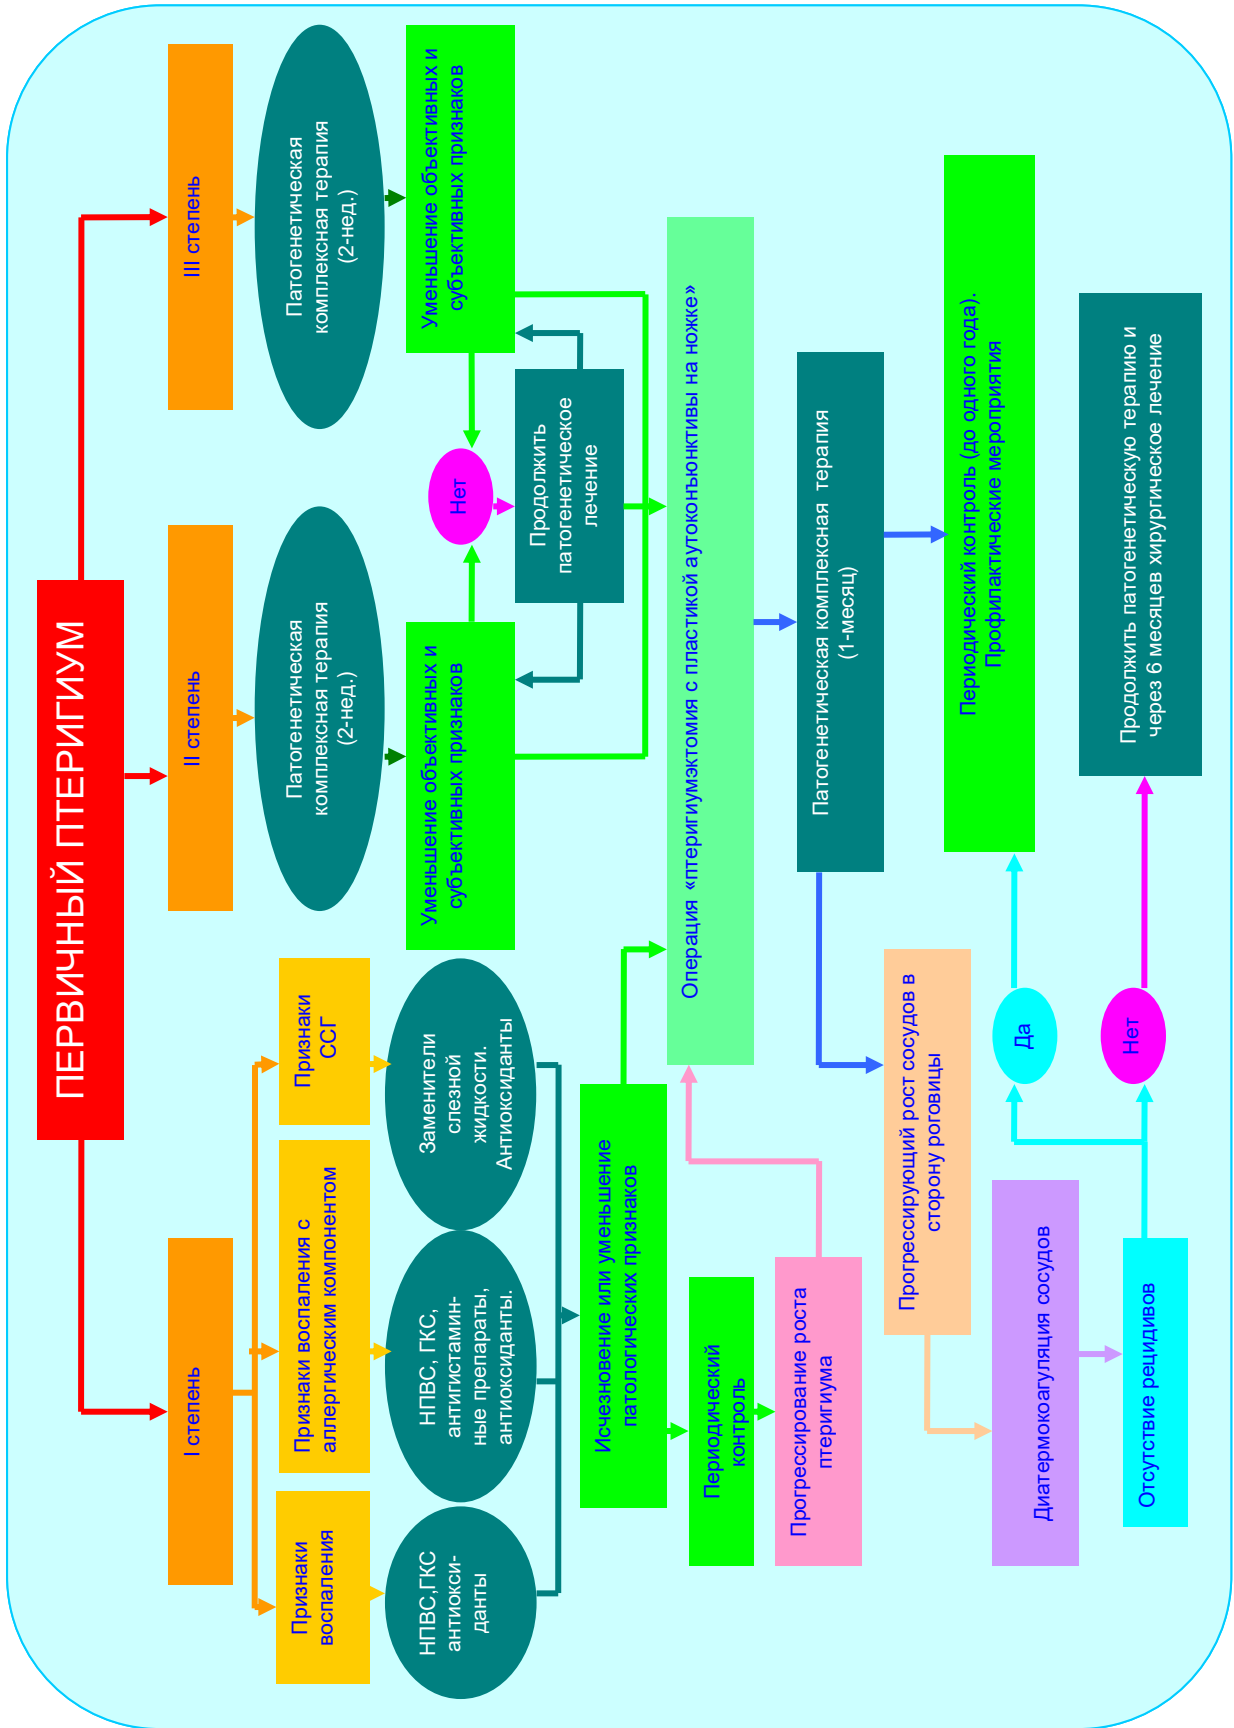 ПЕРВИЧНЫЙ ПТЕРИГИУМ
I степень
II степень
III степень
Признаки
воспаления
Признаки воспаления с
аллергическим компонентом
Признаки
ССГ
Патогенетическая
комплексная терапия
(2-нед.)
Патогенетическая
комплексная терапия
(2-нед.)
НПВС,ГКС
антиокси-
данты
НПВС, ГКС,
антигистамин-
ные препараты,
антиоксиданты.
Заменители
слезной
жидкости.
Антиоксиданты
Уменьшение объективных и
субъективных признаков
Нет
Уменьшение объективных и
субъективных признаков
Продолжить
патогенетическое
лечение
Исчезновение или уменьшение
патологических признаков
Операция «птеригиумэктомия с пластикой аутоконъюнктивы на ножке»
Периодический
контроль
Прогрессирование роста
птеригиума
Патогенетическая комплексная терапия
(1-месяц)
Прогрессирующий рост сосудов в
сторону роговицы
Периодический контроль (до одного года).
Профилактические мероприятия
Диатермокоагуляция сосудов
Да
Отсутствие рецидивов
Нет
Продолжить патогенетическую терапию и
через 6 месяцев хирургическое лечение